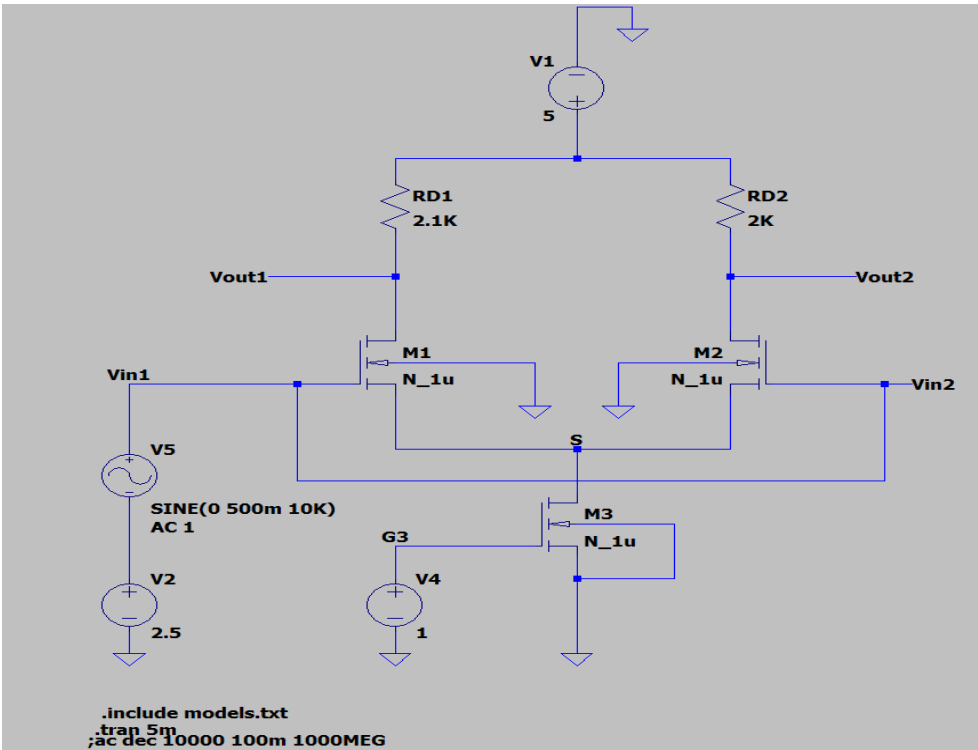 V1
5
RD1
2.1K
RD2
2K
Vout1
Vout2
M1
N_1u
M2
N_1u
Vin1
Vin2
S
V5
SINE(0 500m 10K)
AC 1
M3
N_1u
G3
V2
2.5
V4
1
.include models.txt
.tran 5m
;ac dec 10000 100m 1000MEG